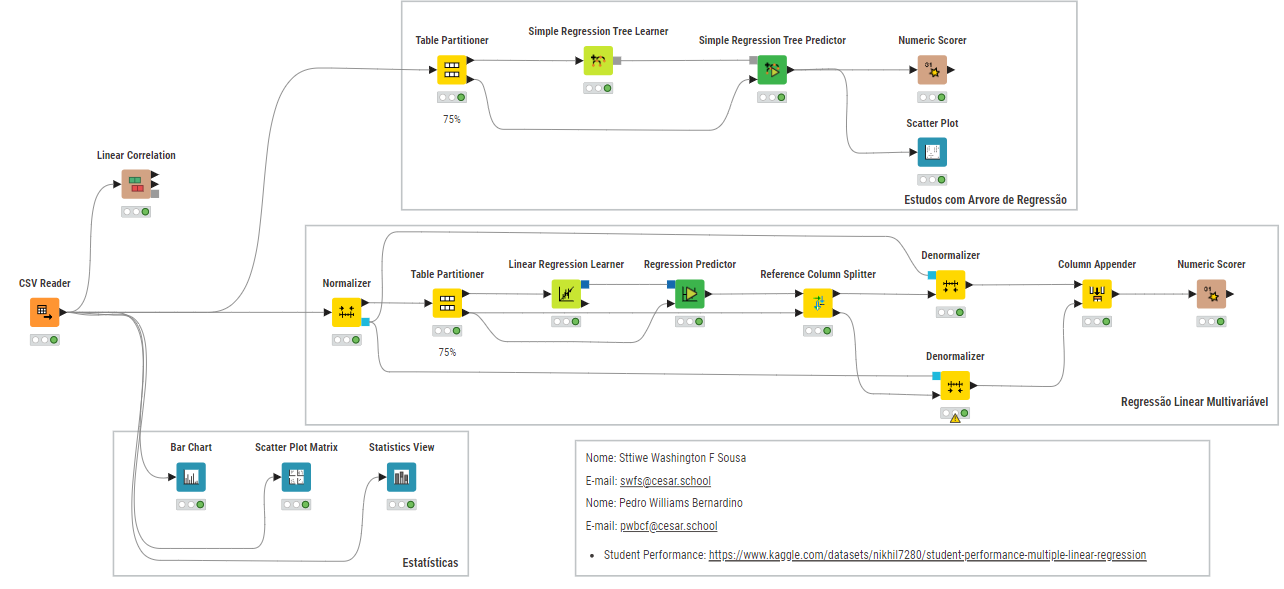 Table Partitioner
Simple Regression Tree Learner
Simple Regression Tree Predictor
Numeric Scorer
75%
Scatter Plot
Estudos com Arvore de Regressão
Linear Correlation
CSV Reader
Normalizer
Table Partitioner
Linear Regression Learner
Regression Predictor
Reference Column Splitter
Denormalizer
Column Appender
Numeric Scorer
75%
Denormalizer
Regressão Linear Multivariável
Bar Chart
Scatter Plot Matrix
Statistics View
Estatísticas
Nome: Sttiwe Washington F Sousa
E-mail: swfs@cesar.school
Nome: Pedro Williams Bernardino
E-mail: pwbcf@cesar.school
• Student Performance: https://www.kaggle.com/datasets/nikhil7280/student-performance-multiple-linear-regression